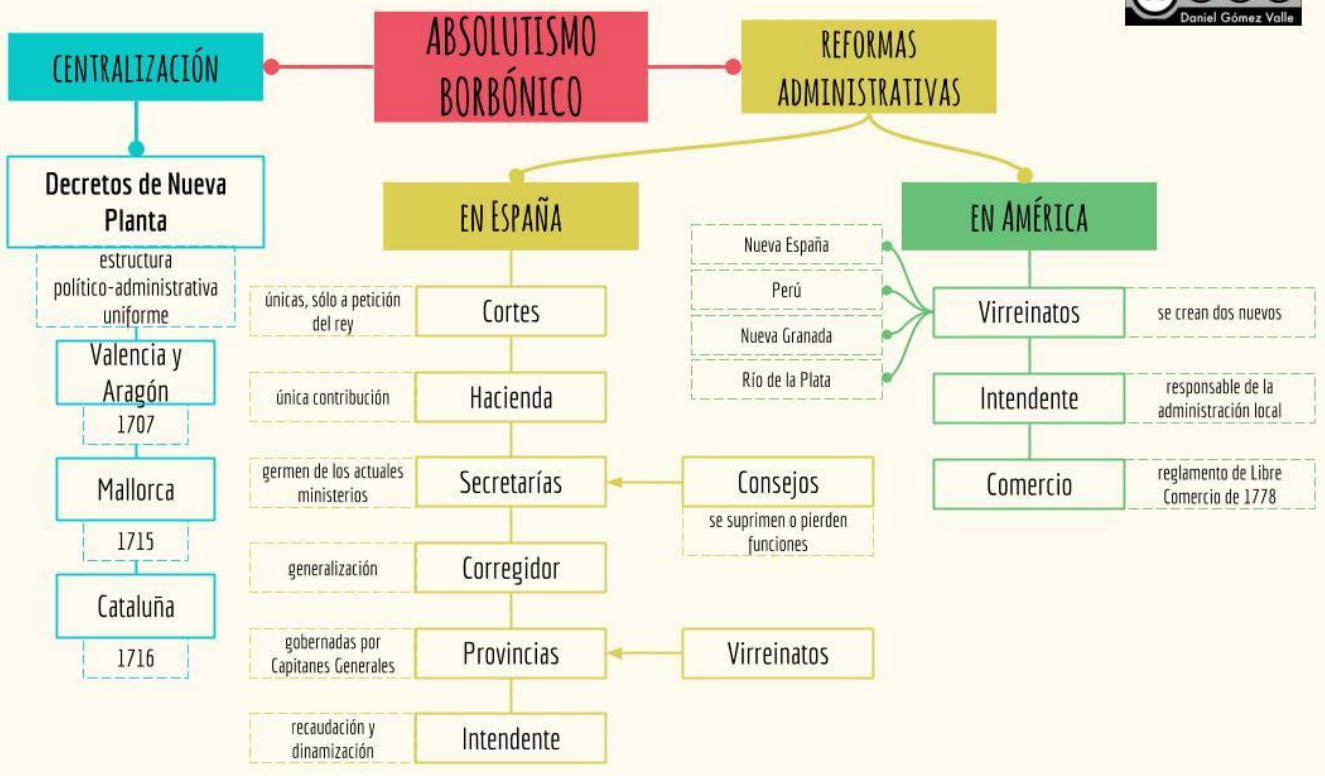 Daniel Gómez Valle
ABSOLUTISMO
BORBÓNICO
CENTRALIZACIÓN
Decretos de Nueva
Planta
estructura
político-administrativa
uniforme
Valencia y
Aragón
1707
Mallorca
1715
Cataluña
1716
REFORMAS
ADMINISTRATIVAS
EN ESPAÑA
únicas, sólo a petición
del rey
Cortes
única contribución
Hacienda
germen de los actuales
ministerios
Secretarías
Consejos
se suprimen o pierden
funciones
generalización
Corregidor
gobernadas por
Capitanes Generales
Provincias
Virreinatos
recaudación y
dinamización
Intendente
EN AMÉRICA
Nueva España
Perú
Nueva Granada
Río de la Plata
Virreinatos
se crean dos nuevos
Intendente
responsable de la
administración local
Comercio
reglamento de Libre
Comercio de 1778